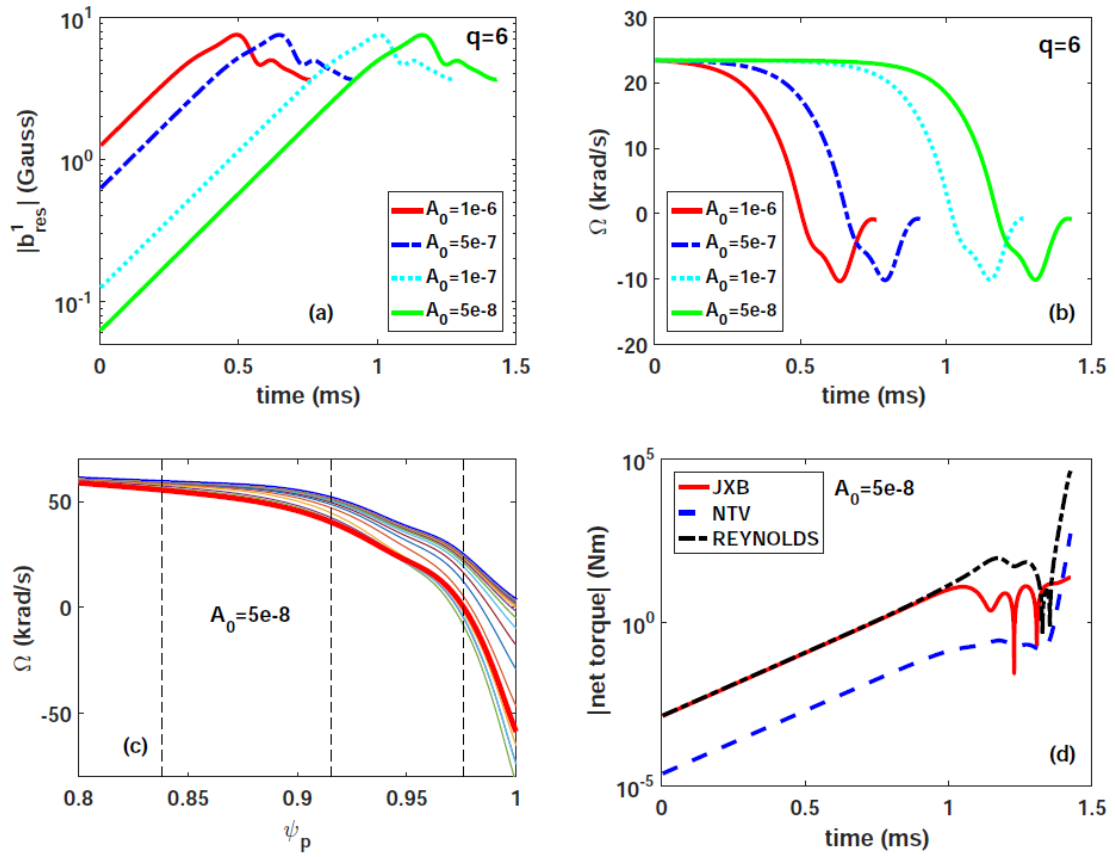 10^1
10^0
10^-1
|b^1_res| (Gauss)
q=6
A_0=1e-6
A_0=5e-7
A_0=1e-7
A_0=5e-8
(a)
0 0.5 1 1.5
time (ms)
30
20
10
0
-10
-20
Ω (krad/s)
q=6
A_0=1e-6
A_0=5e-7
A_0=1e-7
A_0=5e-8
(b)
0 0.5 1 1.5
time (ms)
50
0
-50
Ω (krad/s)
A_0=5e-8
(c)
0.8 0.85 0.9 0.95 1
ψ_p
10^5
10^0
10^-5
|net torque| (Nm)
JXB
NTV
REYNOLDS
A_0=5e-8
(d)
0 0.5 1 1.5
time (ms)